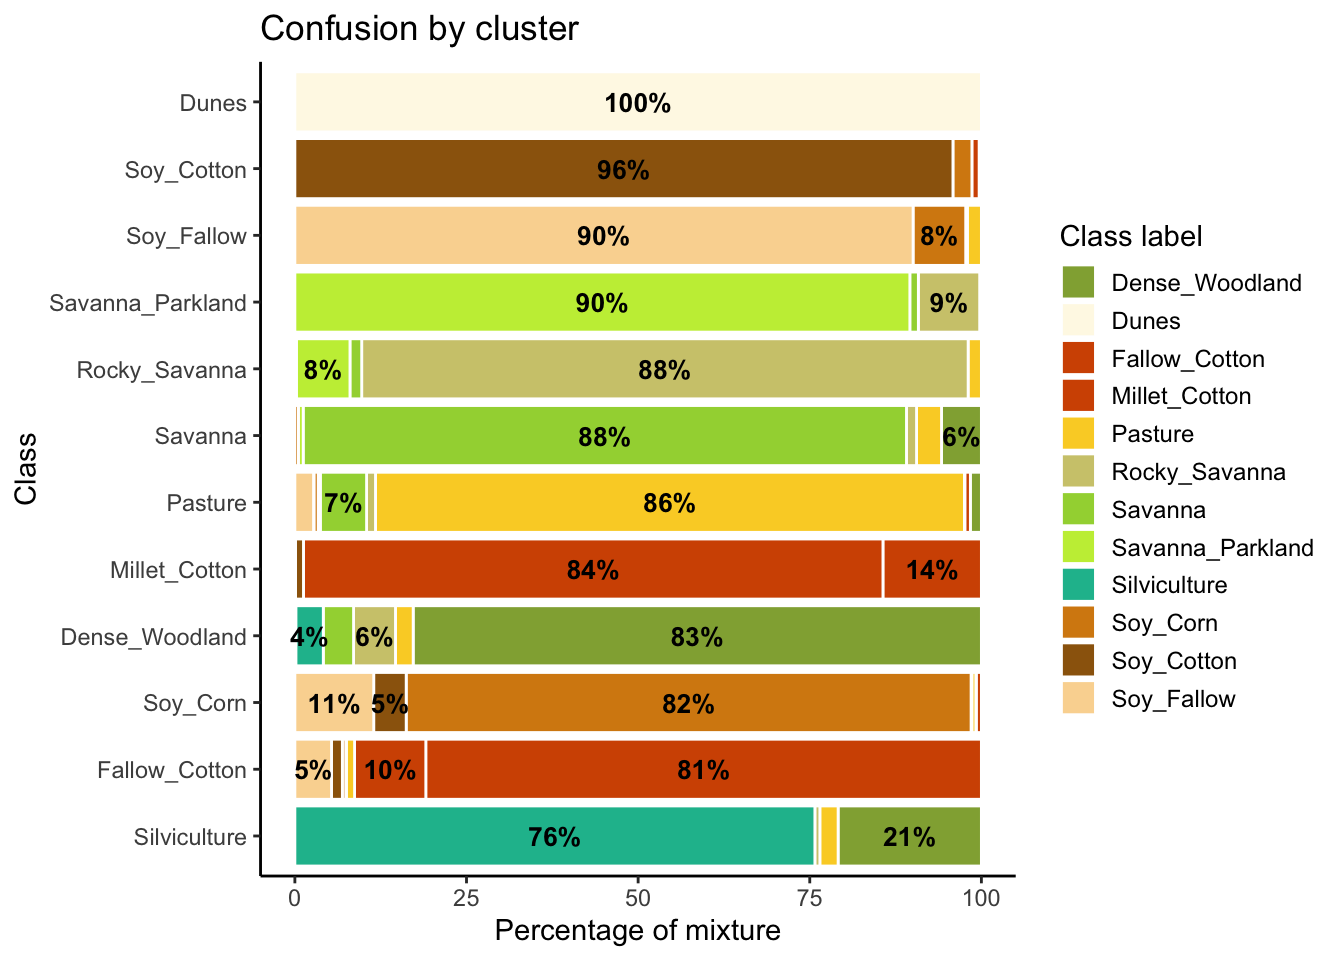 Confusion by cluster
Class
Dunes
100%
Soy_Cotton
96%
Soy_Fallow
90% 8%
Savanna_Parkland
90% 9%
Rocky_Savanna
8% 88%
Savanna
88% 6%
Pasture
7% 86%
Millet_Cotton
84% 14%
Dense_Woodland
4% 6% 83%
Soy_Corn
11% 5% 82%
Fallow_Cotton
5% 10% 81%
Silviculture
76% 21%
0 25 50 75 100
Percentage of mixture
Class label
Dense_Woodland
Dunes
Fallow_Cotton
Millet_Cotton
Pasture
Rocky_Savanna
Savanna
Savanna_Parkland
Silviculture
Soy_Corn
Soy_Cotton
Soy_Fallow